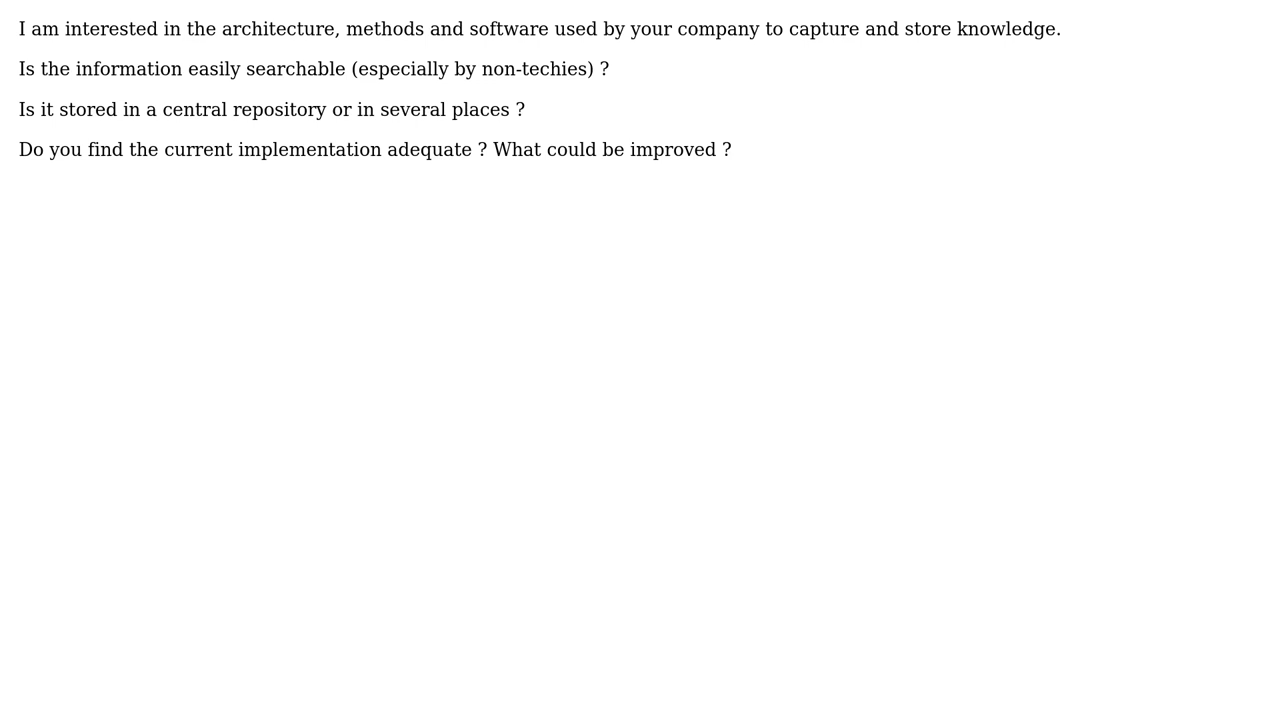 I am interested in the architecture, methods and software used by your company to capture and store knowledge.
Is the information easily searchable (especially by non-techies) ?
Is it stored in a central repository or in several places ?
Do you find the current implementation adequate ? What could be improved ?